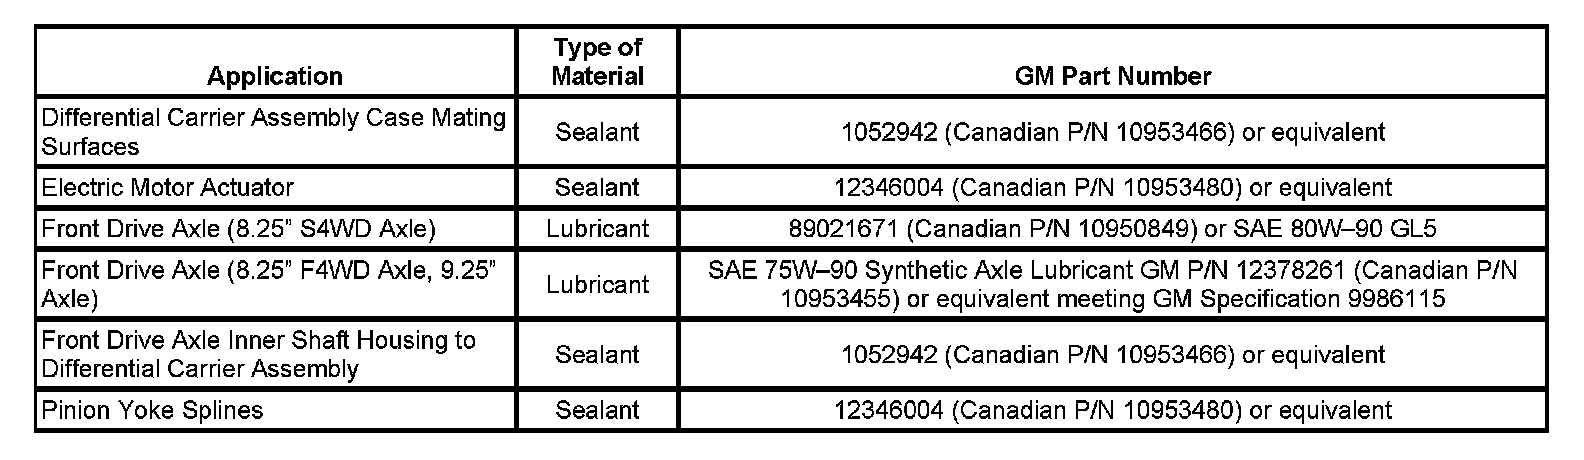 Application
Type of
Material
GM Part Number
Differential Carrier Assembly Case Mating
Surfaces
Sealant
1052942 (Canadian P/N 10953466) or equivalent
Electric Motor Actuator
Sealant
12346004 (Canadian P/N 10953480) or equivalent
Front Drive Axle (8.25” S4WD Axle)
Lubricant
89021671 (Canadian P/N 10950849) or SAE 80W–90 GL5
Front Drive Axle (8.25” F4WD Axle, 9.25”
Axle)
Lubricant
SAE 75W–90 Synthetic Axle Lubricant GM P/N 12378261 (Canadian P/N
10953455) or equivalent meeting GM Specification 9986115
Front Drive Axle Inner Shaft Housing to
Differential Carrier Assembly
Sealant
1052942 (Canadian P/N 10953466) or equivalent
Pinion Yoke Splines
Sealant
12346004 (Canadian P/N 10953480) or equivalent